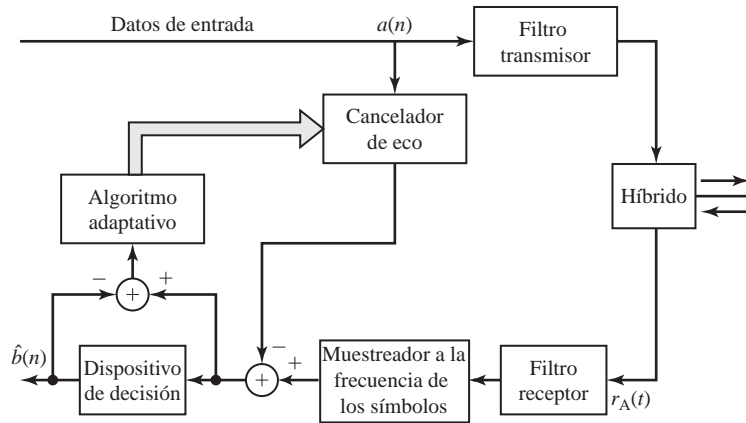 Datos de entrada
a(n)
Filtro
transmisor
Cancelador
de eco
Algoritmo
adaptativo
Híbrido
− + +
b̂(n)
Dispositivo
de decisión
−
+
+
Muestreador a la
frecuencia de
los símbolos
Filtro
receptor
r_A(t)